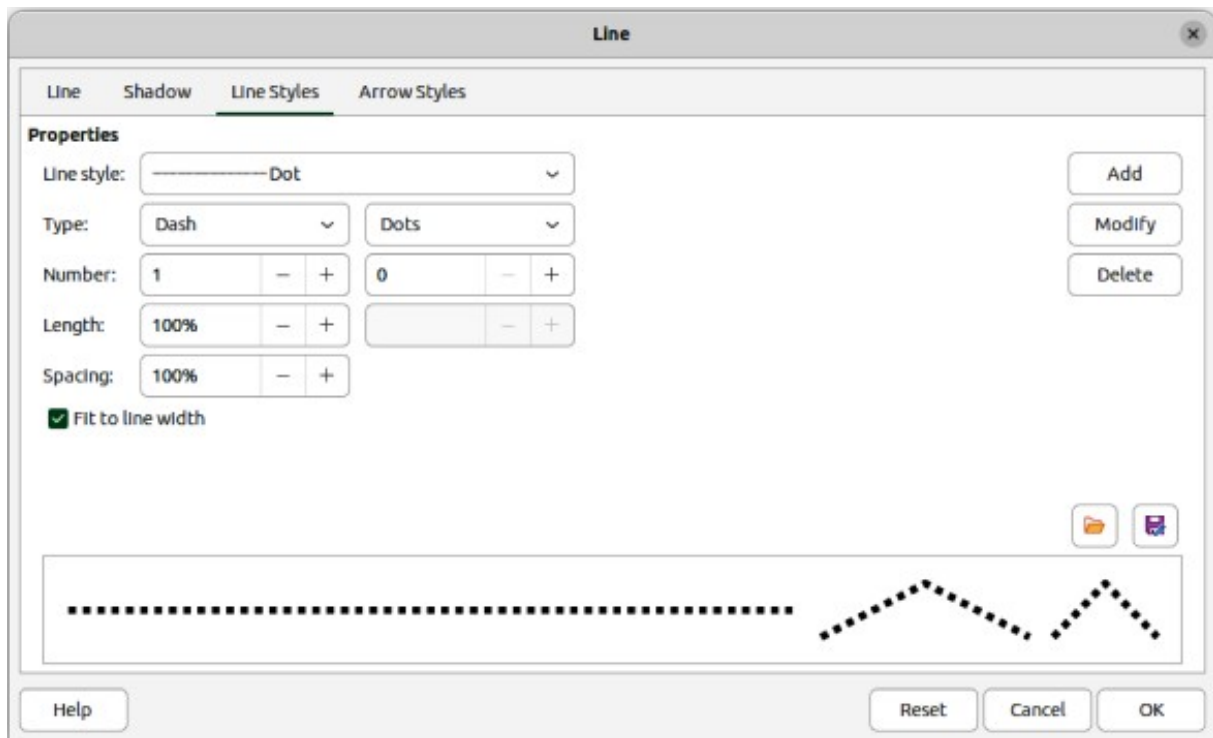 Line
Line Shadow Line Styles Arrow Styles
Properties
Line style: Dot Add
Type: Dash Dots Modify
Number: 1 0 Delete
Length: 100%
Spacing: 100%
Fit to line width
Help Reset Cancel OK